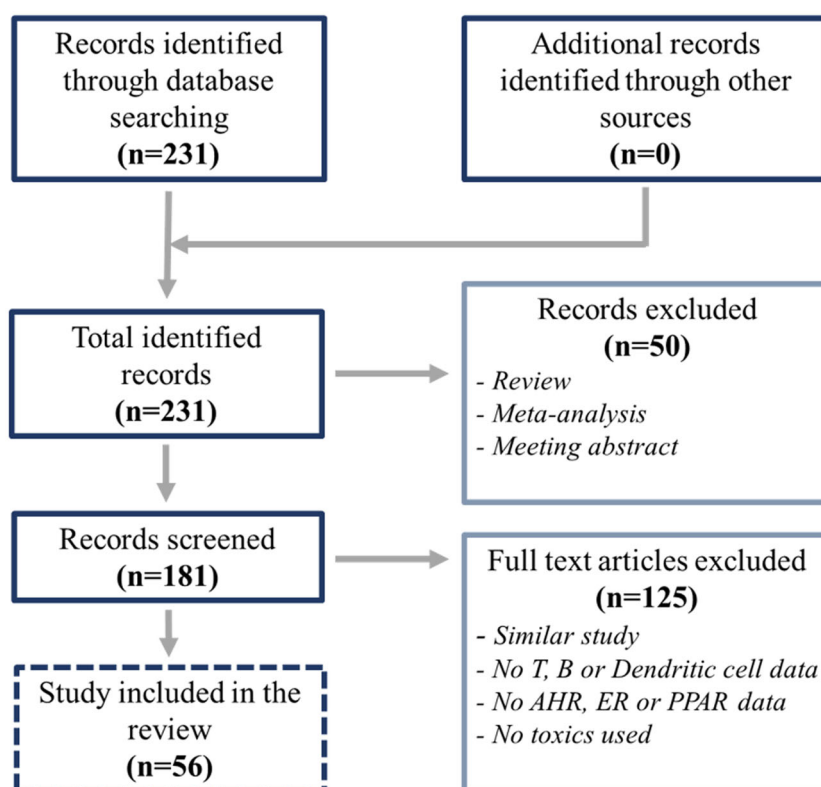 Records identified
through database
searching
(n=231)
Additional records
identified through other
sources
(n=0)
Total identified
records
(n=231)
Records excluded
(n=50)
- Review
- Meta-analysis
- Meeting abstract
Records screened
(n=181)
Full text articles excluded
(n=125)
- Similar study
- No T, B or Dendritic cell data
- No AHR, ER or PPAR data
- No toxics used
Study included in the
review
(n=56)